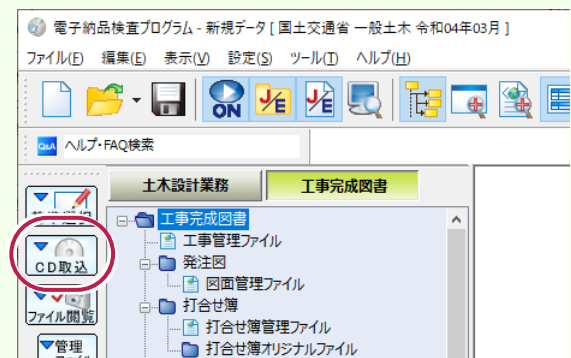 電子納品検査プログラム - 新規データ [ 国土交通省 一般土木 令和04年03月 ]
ファイル(F) 編集(E) 表示(V) 設定(S) ツール(T) ヘルプ(H)
ON J/E J/E
Q&A ヘルプ・FAQ検索
土木設計業務 工事完成図書
工事完成図書
工事管理ファイル
CD取込
発注図
図面管理ファイル
打合せ簿
ファイル閲覧
打合せ簿管理ファイル
管理
打合せ簿オリジナルファイル